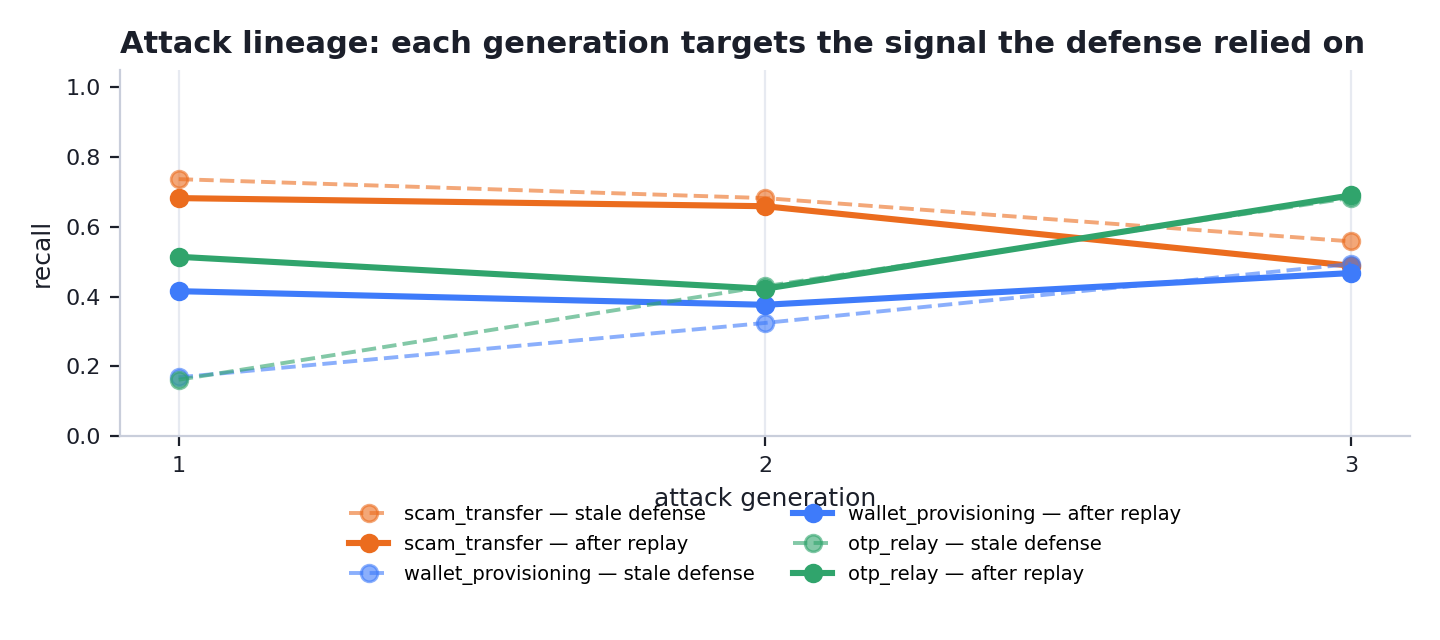 Attack lineage: each generation targets the signal the defense relied on
1.0
0.8
0.6
0.4
0.2
0.0
recall
1 2 3
attack generation
scam_transfer — stale defense
scam_transfer — after replay
wallet_provisioning — stale defense
wallet_provisioning — after replay
otp_relay — stale defense
otp_relay — after replay